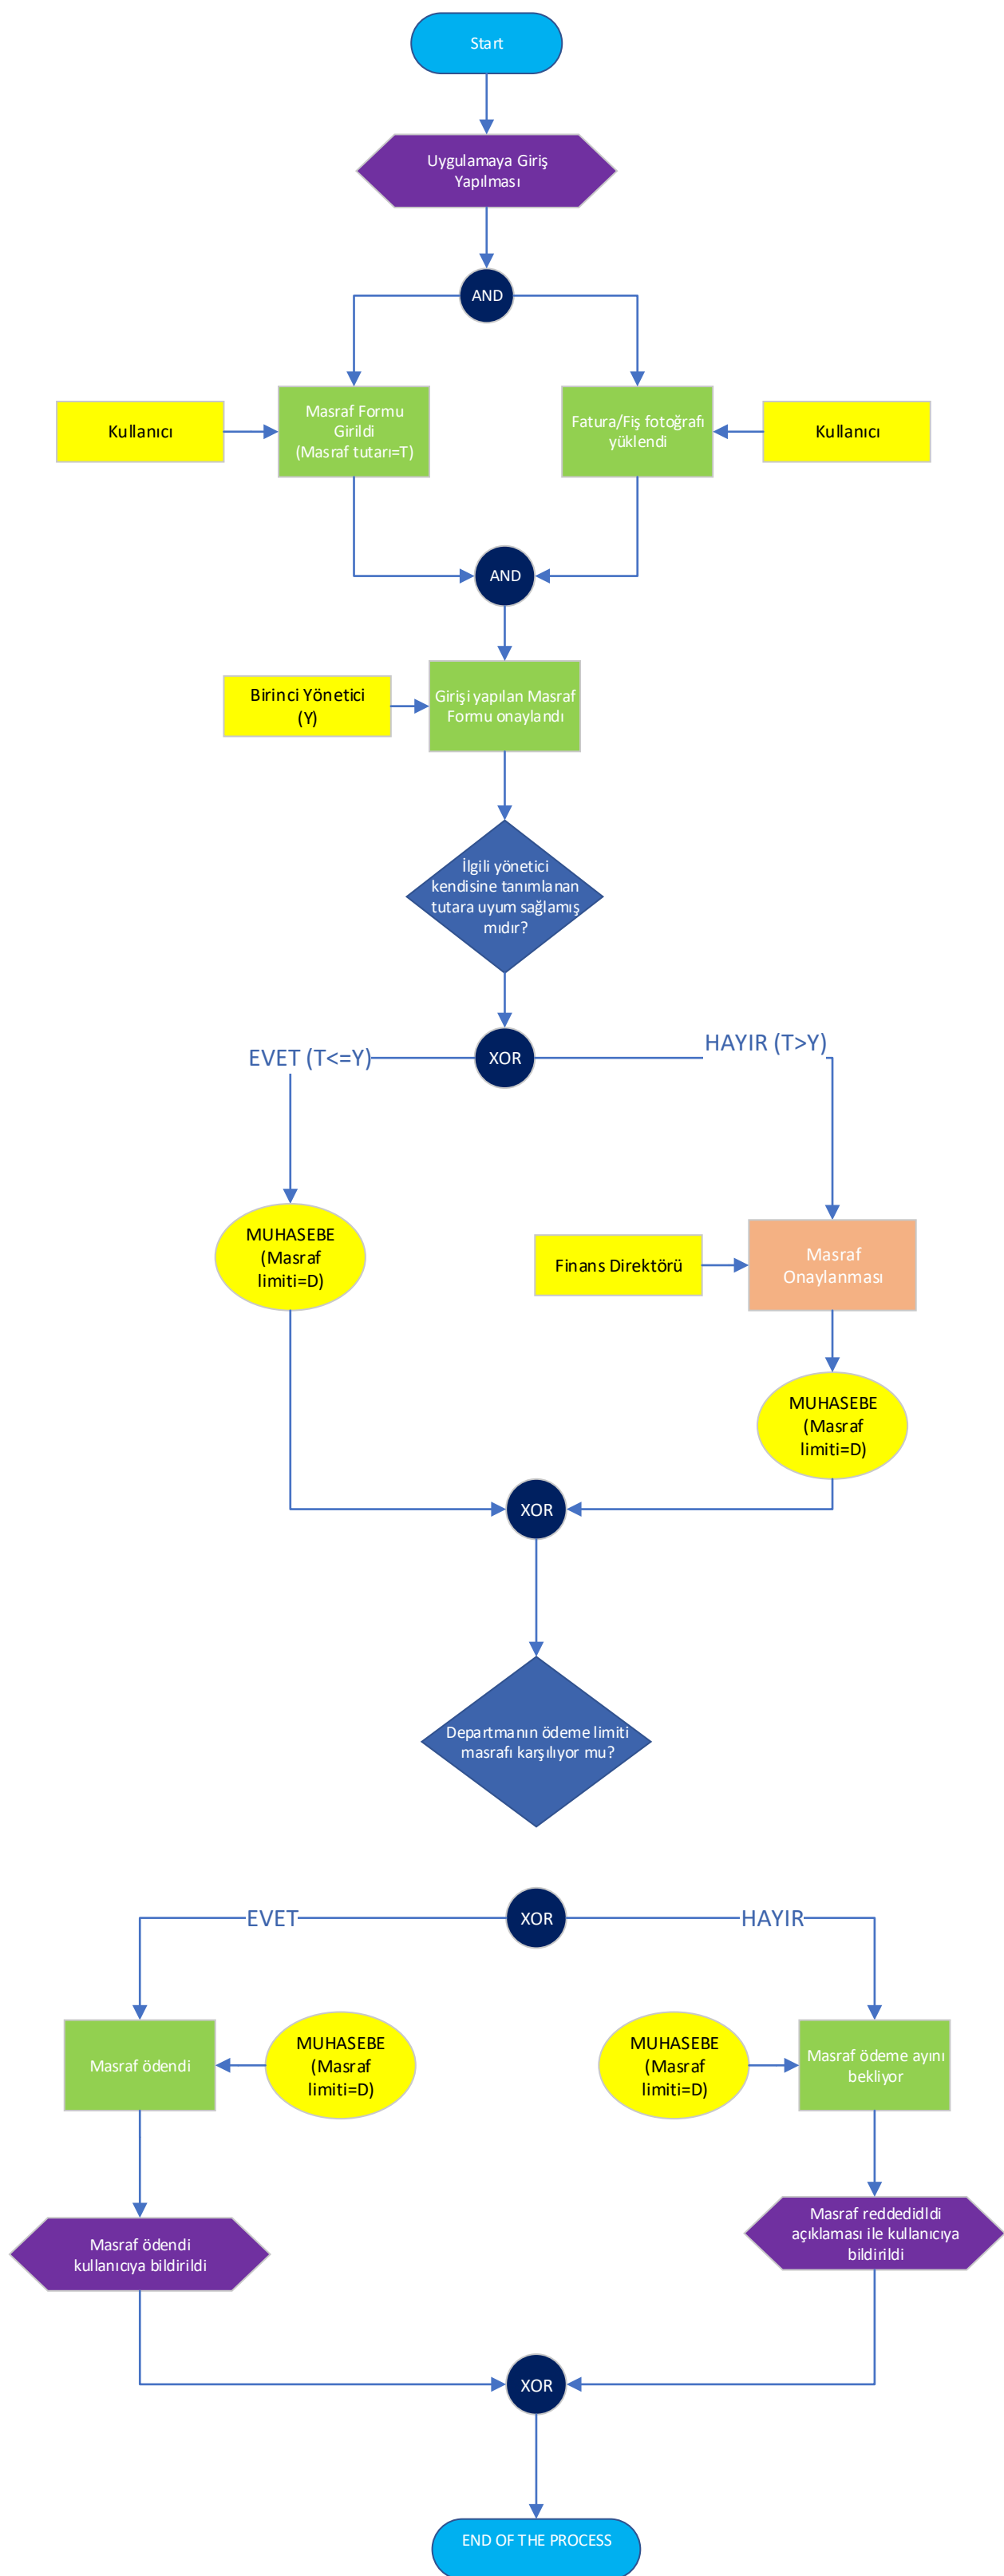 Start
Uygulamaya Giriş
Yapılması
AND
Kullanıcı
Masraf Formu
Girildi
(Masraf tutarı=T)
Fatura/Fiş fotoğrafı
yüklendi
Kullanıcı
AND
Birinci Yönetici
(Y)
Girişi yapılan Masraf
Formu onaylandı
İlgili yönetici
kendisine tanımlanan
tutara uyum sağlamış
mıdır?
EVET (T<=Y)
XOR
HAYIR (T>Y)
MUHASEBE
(Masraf
limiti=D)
Finans Direktörü
Masraf
Onaylanması
MUHASEBE
(Masraf
limiti=D)
XOR
Departmanın ödeme limiti
masrafı karşılıyor mu?
EVET
XOR
HAYIR
Masraf ödendi
MUHASEBE
(Masraf
limiti=D)
MUHASEBE
(Masraf
limiti=D)
Masraf ödeme ayını
bekliyor
Masraf ödendi
kullanıcıya bildirildi
Masraf reddedidldi
açıklaması ile kullanıcıya
bildirildi
XOR
END OF THE PROCESS